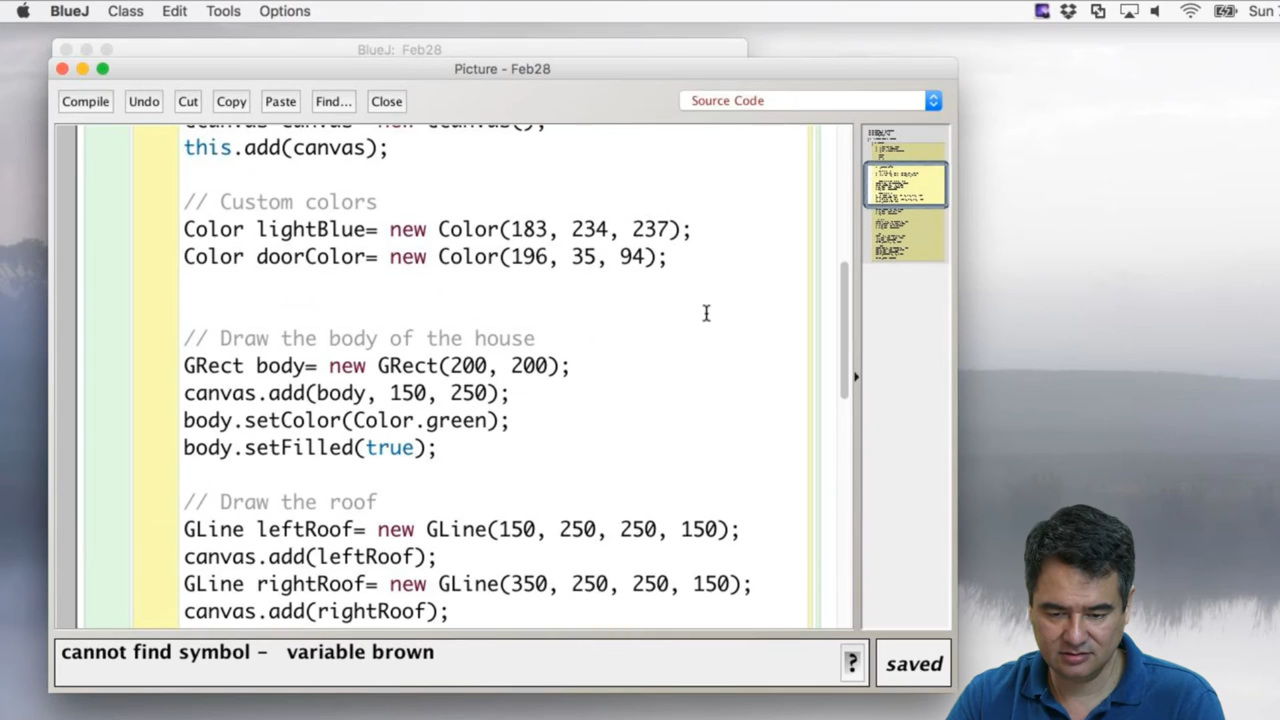 BlueJ Class Edit Tools Options
Sun
BlueJ: Feb28
Picture - Feb28
Compile Undo Cut Copy Paste Find... Close Source Code
this.add(canvas);
// Custom colors
Color lightBlue= new Color(183, 234, 237);
Color doorColor= new Color(196, 35, 94);
// Draw the body of the house
GRect body= new GRect(200, 200);
canvas.add(body, 150, 250);
body.setColor(Color.green);
body.setFilled(true);
// Draw the roof
GLine leftRoof= new GLine(150, 250, 250, 150);
canvas.add(leftRoof);
GLine rightRoof= new GLine(350, 250, 250, 150);
canvas.add(rightRoof);
cannot find symbol - variable brown
? saved